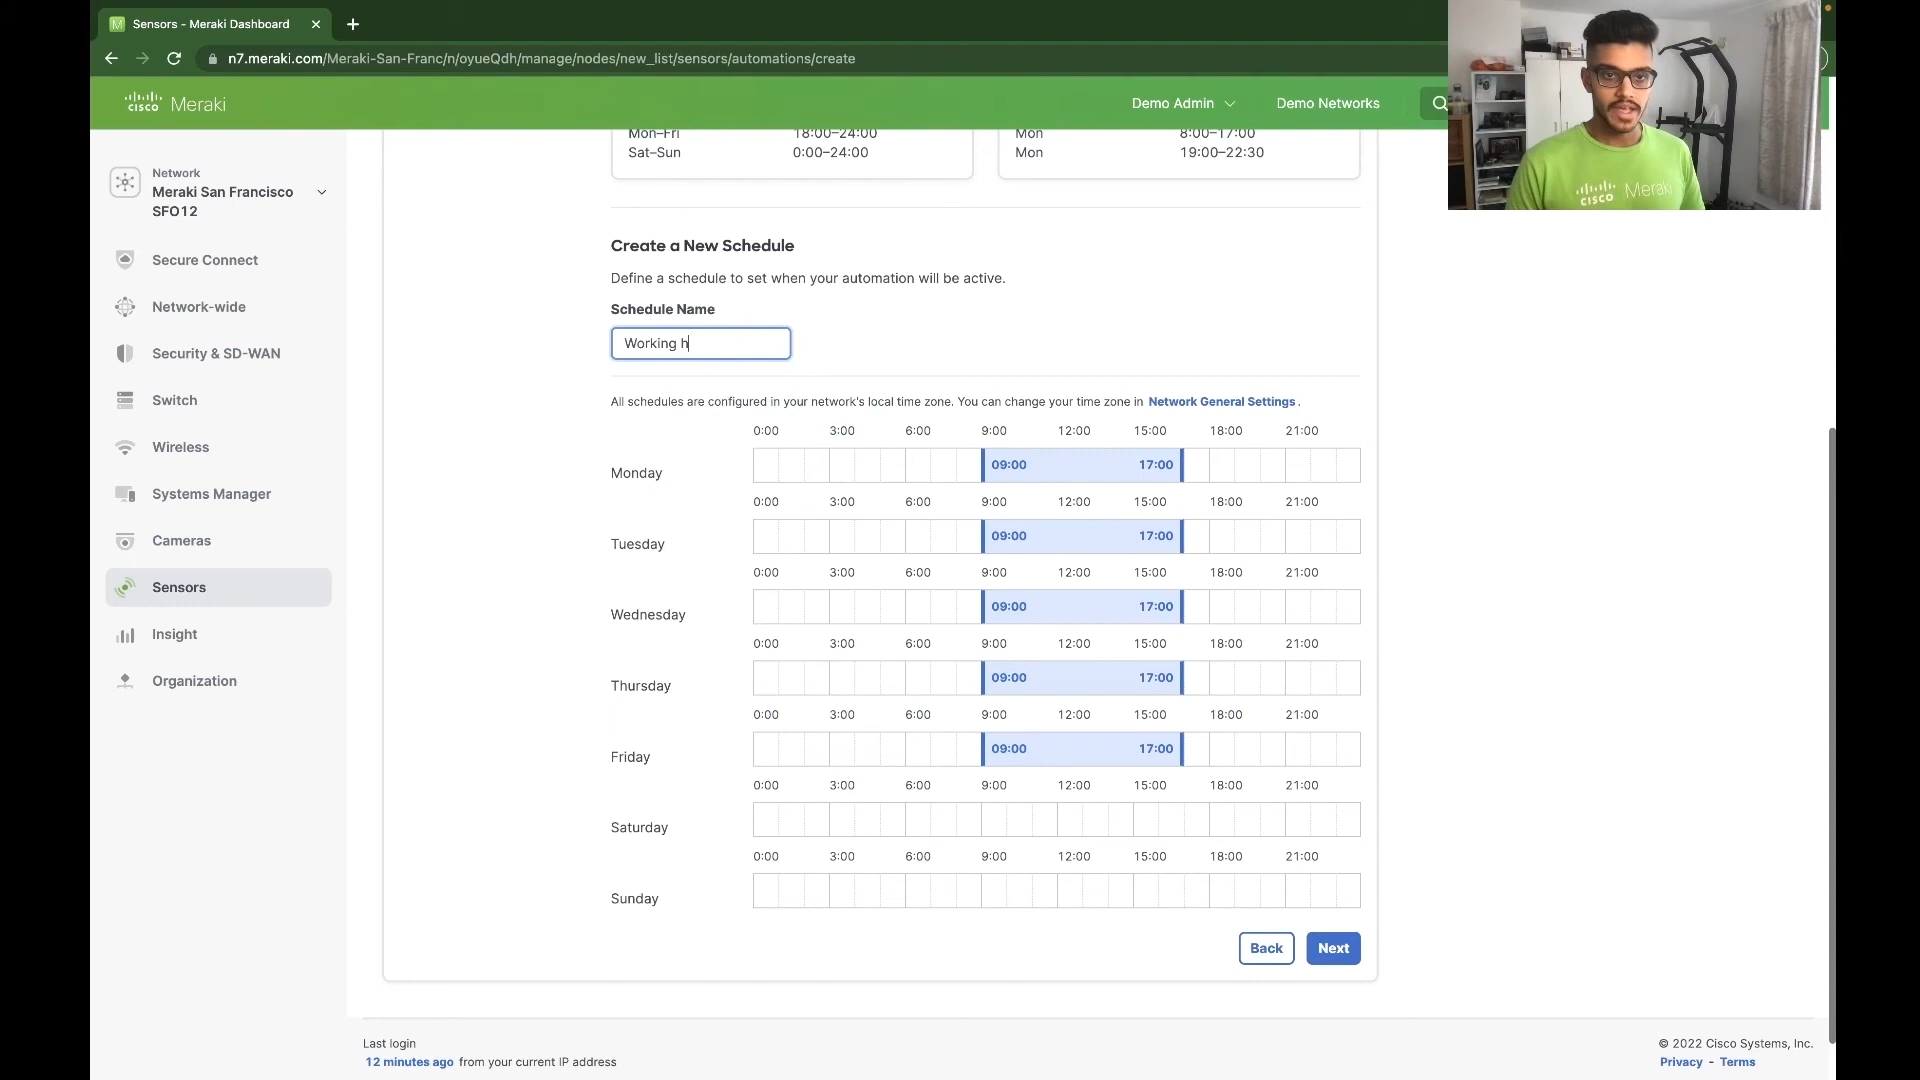 Sensors - Meraki Dashboard
n7.meraki.com/Meraki-San-Franc/n/oyueQdh/manage/nodes/new_list/sensors/automations/create
cisco Meraki
Demo Admin
Demo Networks
cisco Meraki
Network
Meraki San Francisco
SFO12
Secure Connect
Network-wide
Security & SD-WAN
Switch
Wireless
Systems Manager
Cameras
Sensors
Insight
Organization
Mon–Fri 18:00–24:00
Sat–Sun 0:00–24:00
Mon 8:00–17:00
Mon 19:00–22:30
Create a New Schedule
Define a schedule to set when your automation will be active.
Schedule Name
Working h
All schedules are configured in your network's local time zone. You can change your time zone in Network General Settings .
0:00 3:00 6:00 9:00 12:00 15:00 18:00 21:00
Monday 09:00 17:00
0:00 3:00 6:00 9:00 12:00 15:00 18:00 21:00
Tuesday 09:00 17:00
0:00 3:00 6:00 9:00 12:00 15:00 18:00 21:00
Wednesday 09:00 17:00
0:00 3:00 6:00 9:00 12:00 15:00 18:00 21:00
Thursday 09:00 17:00
0:00 3:00 6:00 9:00 12:00 15:00 18:00 21:00
Friday 09:00 17:00
0:00 3:00 6:00 9:00 12:00 15:00 18:00 21:00
Saturday
0:00 3:00 6:00 9:00 12:00 15:00 18:00 21:00
Sunday
Back Next
Last login
12 minutes ago from your current IP address
© 2022 Cisco Systems, Inc.
Privacy - Terms